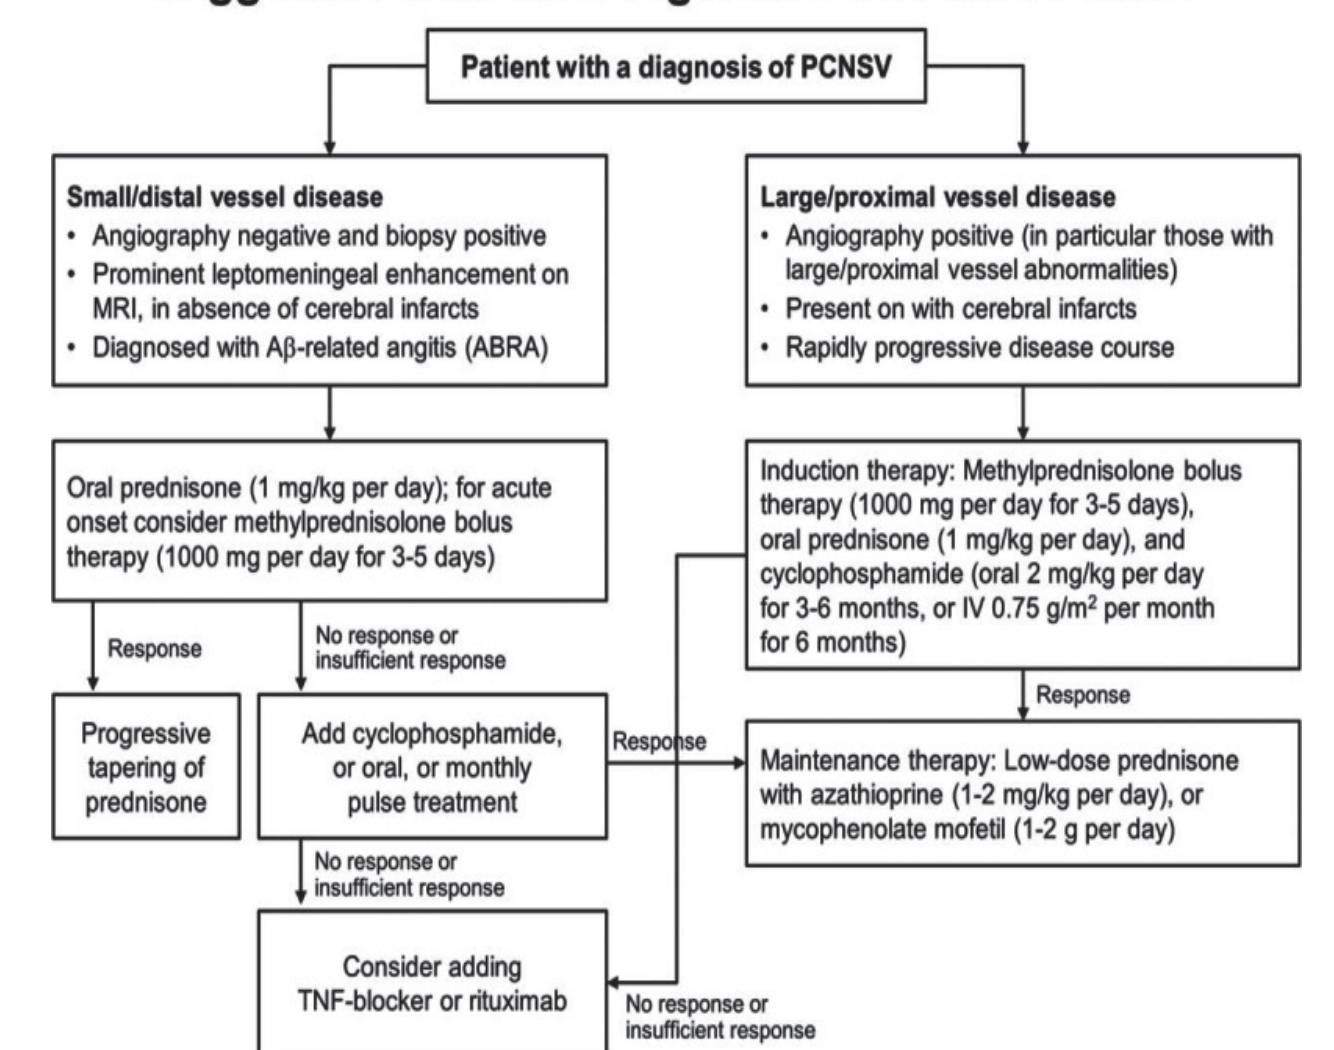 Patient with a diagnosis of PCNSV
Small/distal vessel disease
• Angiography negative and biopsy positive
• Prominent leptomeningeal enhancement on
MRI, in absence of cerebral infarcts
• Diagnosed with Aβ-related angitis (ABRA)
Large/proximal vessel disease
• Angiography positive (in particular those with
large/proximal vessel abnormalities)
• Present on with cerebral infarcts
• Rapidly progressive disease course
Oral prednisone (1 mg/kg per day); for acute
onset consider methylprednisolone bolus
therapy (1000 mg per day for 3-5 days)
Induction therapy: Methylprednisolone bolus
therapy (1000 mg per day for 3-5 days),
oral prednisone (1 mg/kg per day), and
cyclophosphamide (oral 2 mg/kg per day
for 3-6 months, or IV 0.75 g/m² per month
for 6 months)
Response
No response or
insufficient response
Response
Progressive
tapering of
prednisone
Add cyclophosphamide,
or oral, or monthly
pulse treatment
Response
Maintenance therapy: Low-dose prednisone
with azathioprine (1-2 mg/kg per day), or
mycophenolate mofetil (1-2 g per day)
No response or
insufficient response
Consider adding
TNF-blocker or rituximab
No response or
insufficient response